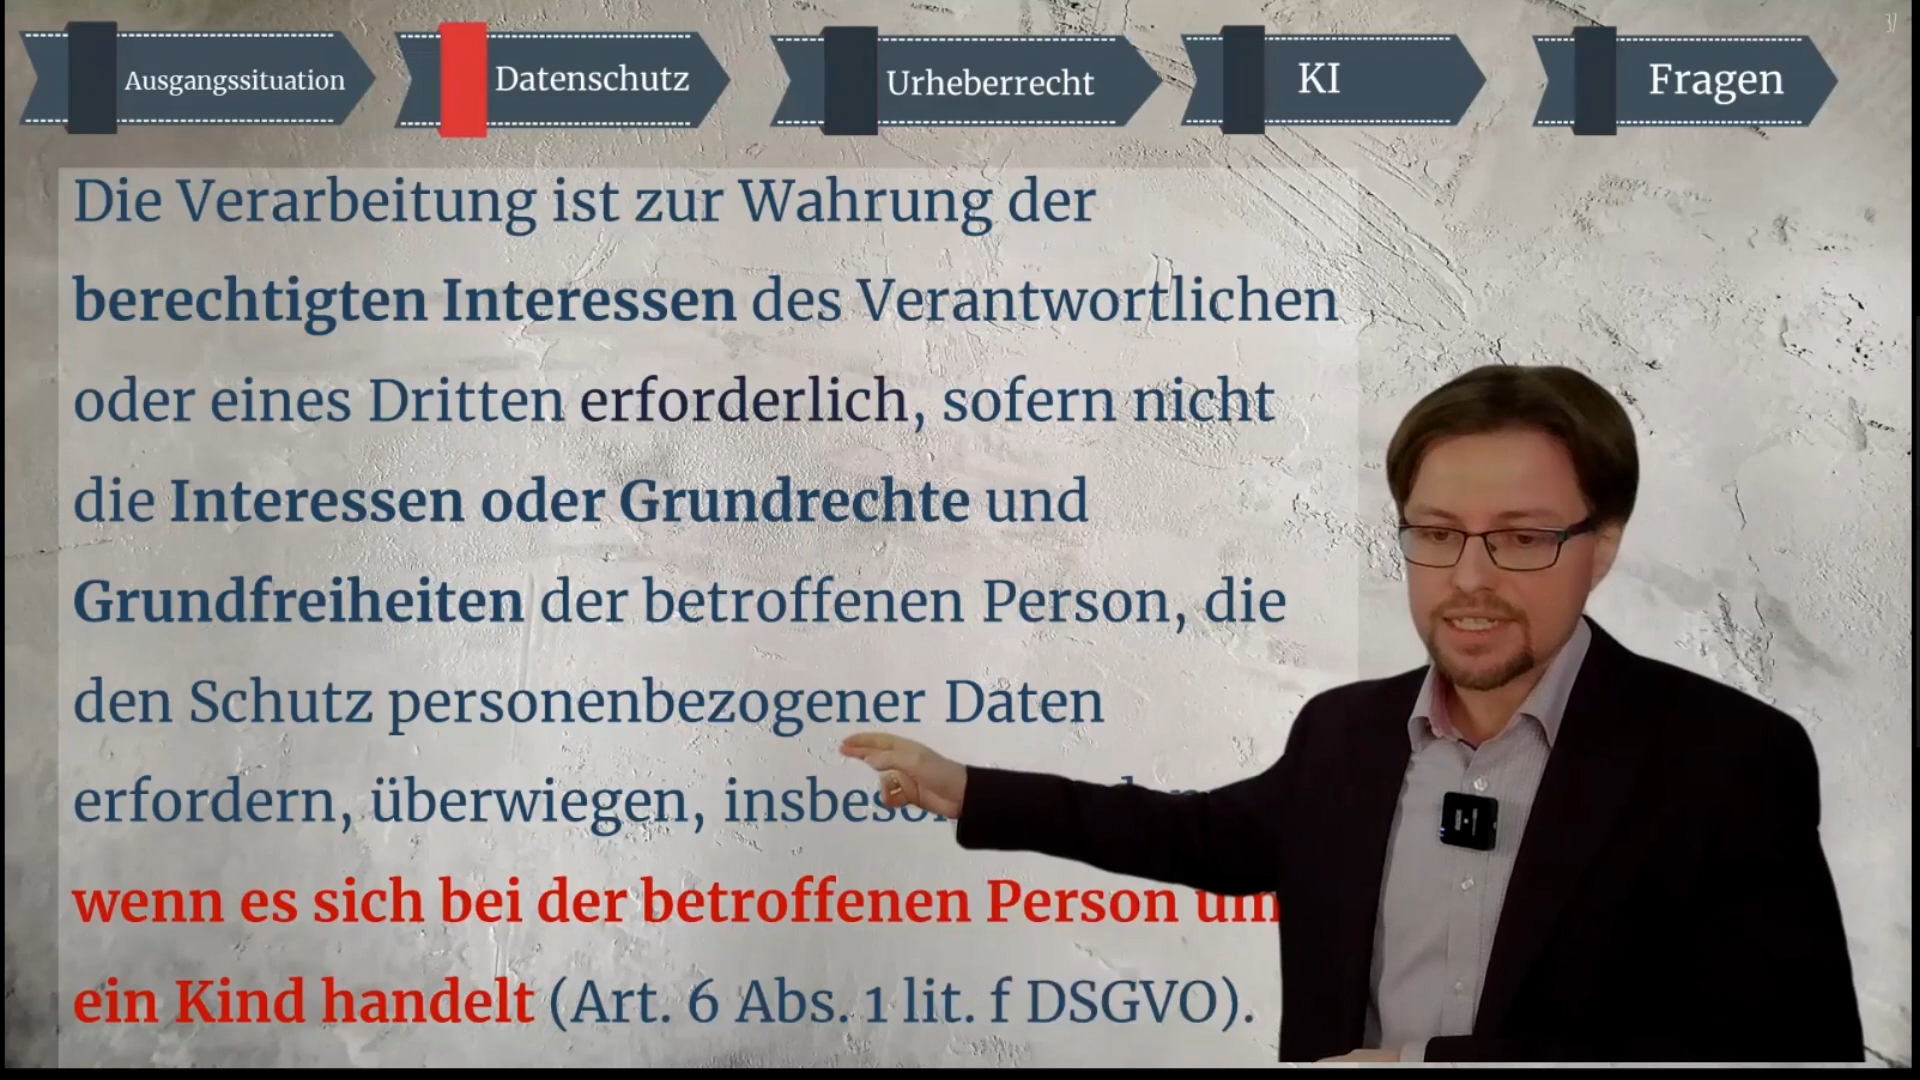 37
Ausgangssituation
Datenschutz
Urheberrecht
KI
Fragen
Die Verarbeitung ist zur Wahrung der
berechtigten Interessen des Verantwortlichen
oder eines Dritten erforderlich, sofern nicht
die Interessen oder Grundrechte und
Grundfreiheiten der betroffenen Person, die
den Schutz personenbezogener Daten
erfordern, überwiegen,
wenn es sich bei der betroffenen Person um
ein Kind handelt (Art. 6 Abs. 1 lit. f DSGVO).